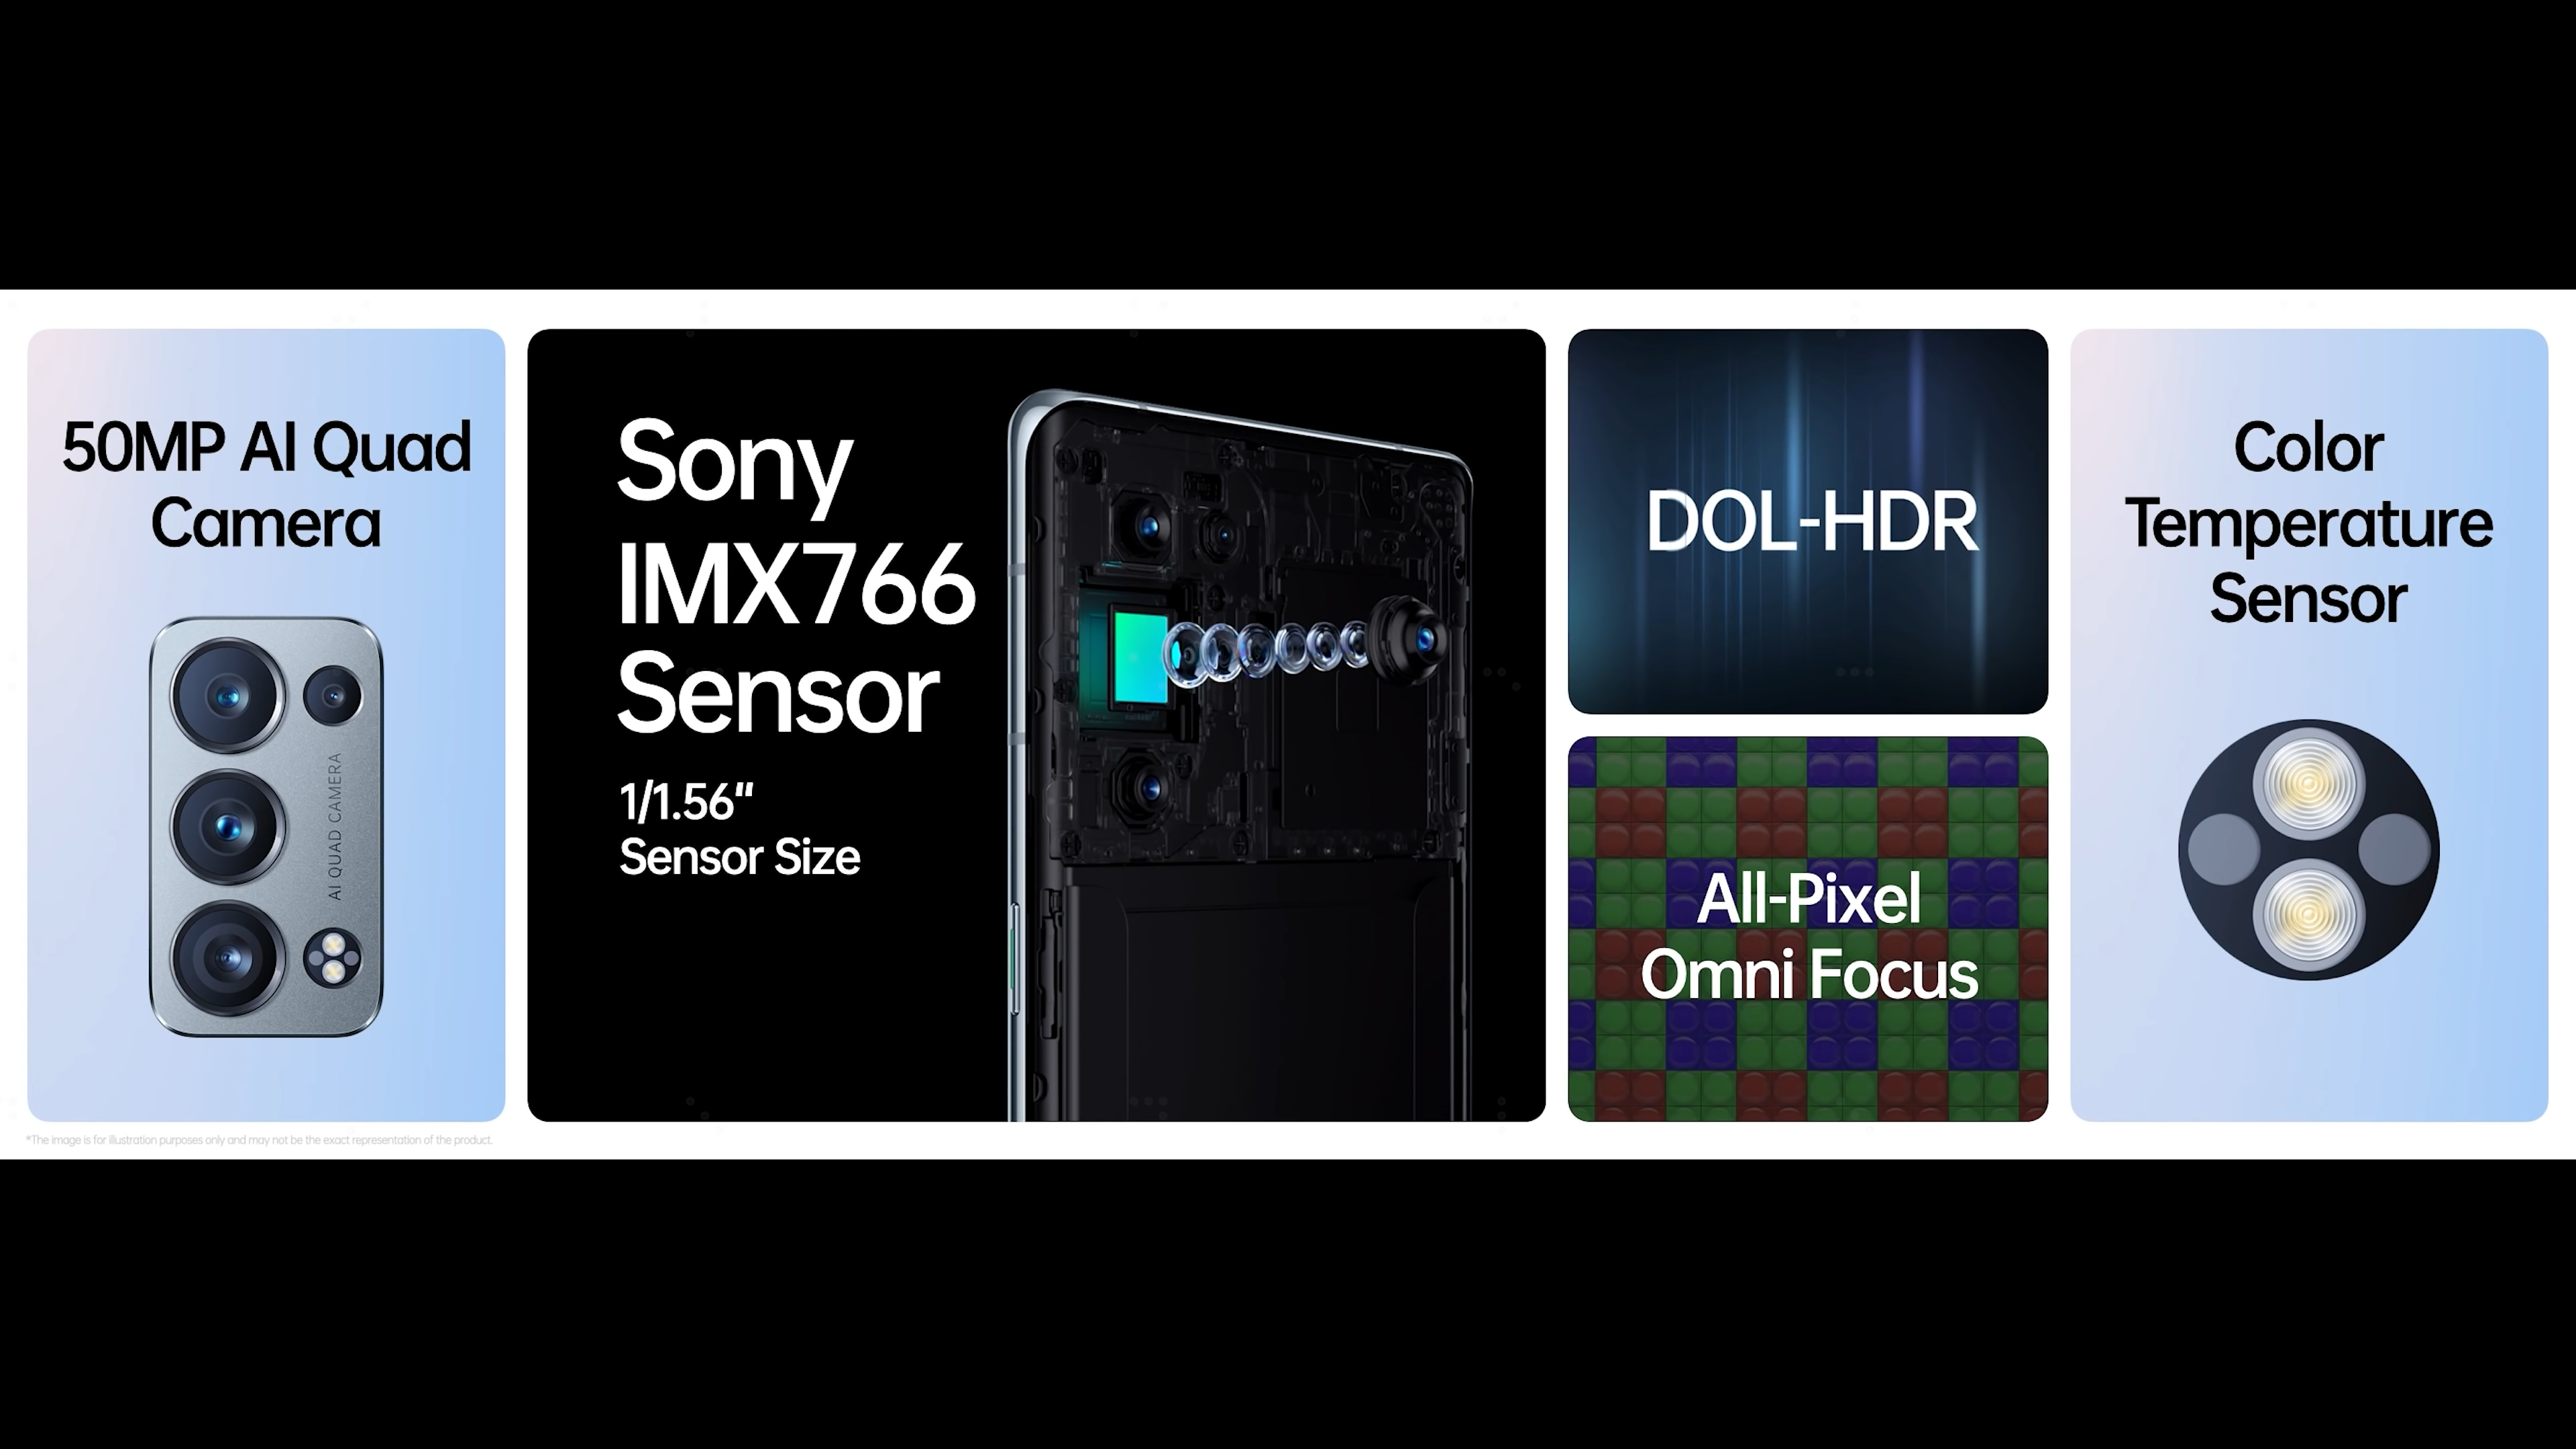 50MP AI Quad
Camera
AI QUAD CAMERA
Sony
IMX766
Sensor
1/1.56"
Sensor Size
DOL-HDR
All-Pixel
Omni Focus
Color
Temperature
Sensor
*The image is for illustration purposes only and may not be the exact representation of the product.